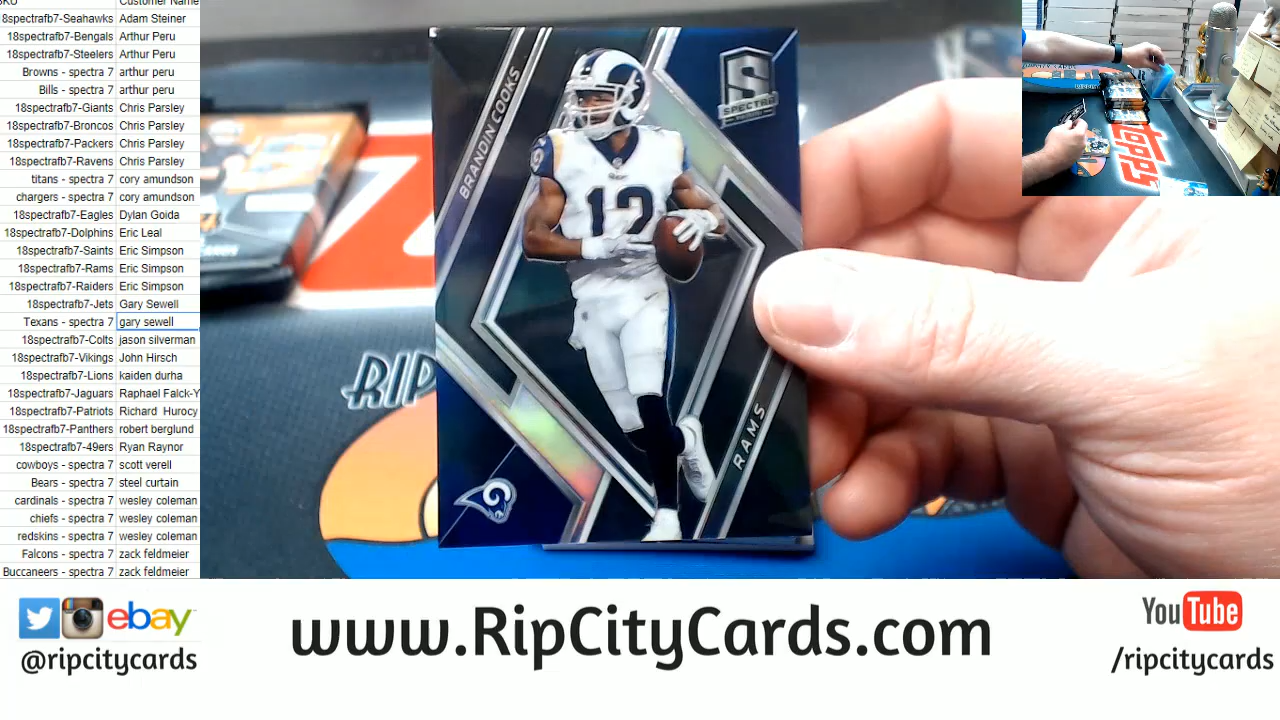 SKU Customer Name
18spectrafb7-Seahawks Adam Steiner
18spectrafb7-Bengals Arthur Peru
18spectrafb7-Steelers Arthur Peru
Browns - spectra 7 arthur peru
Bills - spectra 7 arthur peru
18spectrafb7-Giants Chris Parsley
18spectrafb7-Broncos Chris Parsley
18spectrafb7-Packers Chris Parsley
18spectrafb7-Ravens Chris Parsley
titans - spectra 7 cory amundson
chargers - spectra 7 cory amundson
18spectrafb7-Eagles Dylan Goida
18spectrafb7-Dolphins Eric Leal
18spectrafb7-Saints Eric Simpson
18spectrafb7-Rams Eric Simpson
18spectrafb7-Raiders Eric Simpson
18spectrafb7-Jets Gary Sewell
Texans - spectra 7 gary sewell
18spectrafb7-Colts jason silverman
18spectrafb7-Vikings John Hirsch
18spectrafb7-Lions kaiden durha
18spectrafb7-Jaguars Raphael Falck-Y
18spectrafb7-Patriots Richard Hurocy
18spectrafb7-Panthers robert berglund
18spectrafb7-49ers Ryan Raynor
cowboys - spectra 7 scott verell
Bears - spectra 7 steel curtain
cardinals - spectra 7 wesley coleman
chiefs - spectra 7 wesley coleman
redskins - spectra 7 wesley coleman
Falcons - spectra 7 zack feldmeier
Buccaneers - spectra 7 zack feldmeier
BRANDIN COOKS
S
SPECTRA
12
RAMS
RIP
topps
ebay
@ripcitycards
www.RipCityCards.com
YouTube
/ripcitycards